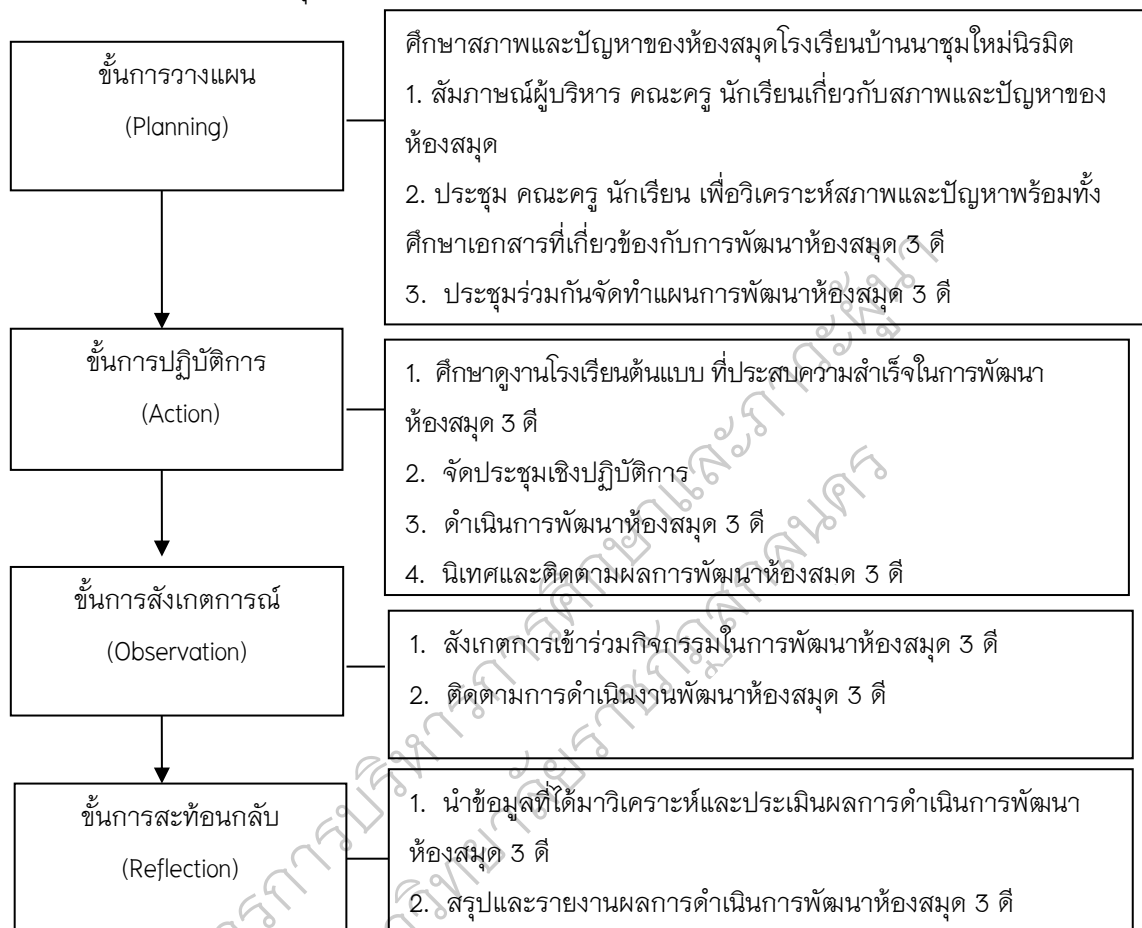 ขั้นการวางแผน
(Planning)
ศึกษาสภาพและปัญหาของห้องสมุดโรงเรียนบ้านนาชุมใหม่นิรมิต
1. สัมภาษณ์ผู้บริหาร คณะครู นักเรียนเกี่ยวกับสภาพและปัญหาของ
ห้องสมุด
2. ประชุม คณะครู นักเรียน เพื่อวิเคราะห์สภาพและปัญหาพร้อมทั้ง
ศึกษาเอกสารที่เกี่ยวข้องกับการพัฒนาห้องสมุด 3 ดี
3. ประชุมร่วมกันจัดทำแผนการพัฒนาห้องสมุด 3 ดี
ขั้นการปฏิบัติการ
(Action)
1. ศึกษาดูงานโรงเรียนต้นแบบ ที่ประสบความสำเร็จในการพัฒนา
ห้องสมุด 3 ดี
2. จัดประชุมเชิงปฏิบัติการ
3. ดำเนินการพัฒนาห้องสมุด 3 ดี
4. นิเทศและติดตามผลการพัฒนาห้องสมด 3 ดี
ขั้นการสังเกตการณ์
(Observation)
1. สังเกตการเข้าร่วมกิจกรรมในการพัฒนาห้องสมุด 3 ดี
2. ติดตามการดำเนินงานพัฒนาห้องสมุด 3 ดี
ขั้นการสะท้อนกลับ
(Reflection)
1. นำข้อมูลที่ได้มาวิเคราะห์และประเมินผลการดำเนินการพัฒนา
ห้องสมุด 3 ดี
2. สรุปและรายงานผลการดำเนินการพัฒนาห้องสมุด 3 ดี